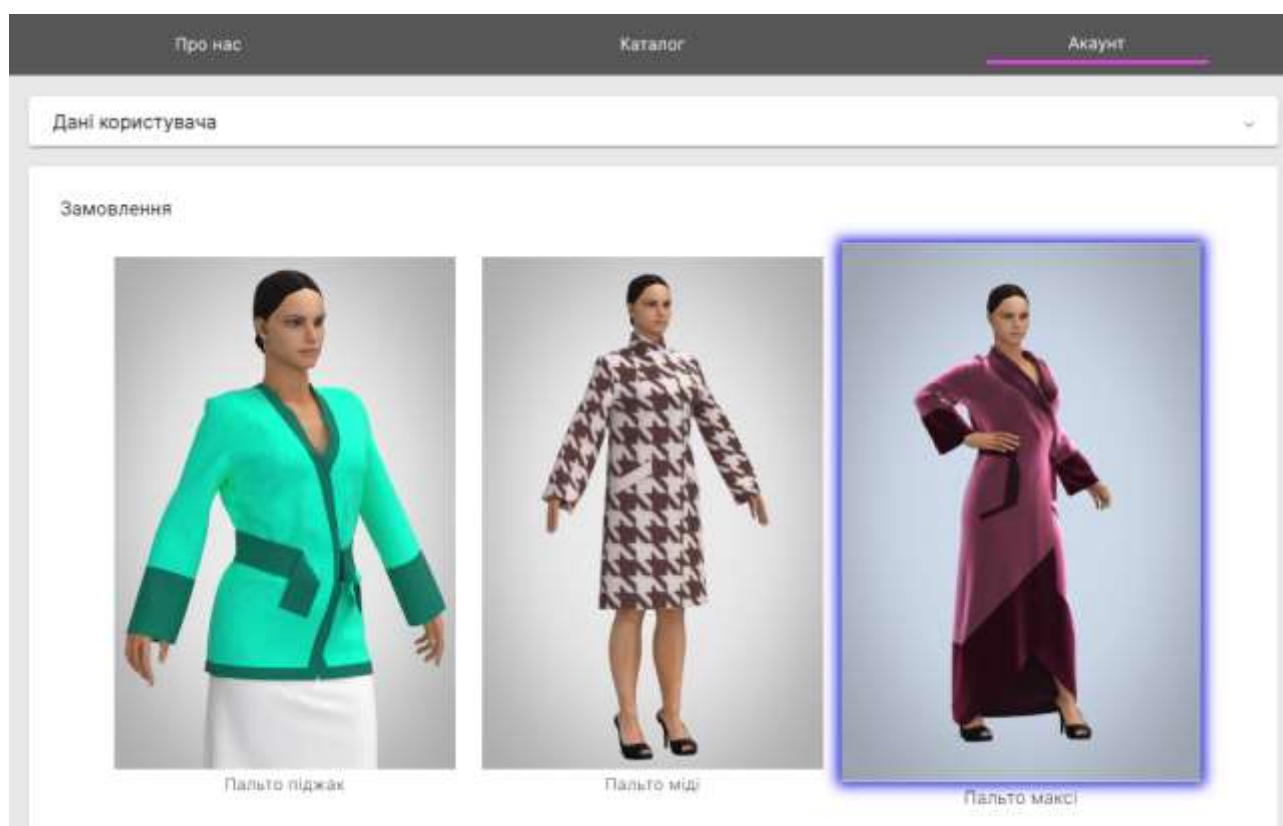 Про нас
Каталог
Акаунт
Дані користувача
Замовлення
Пальто піджак
Пальто міді
Пальто максі